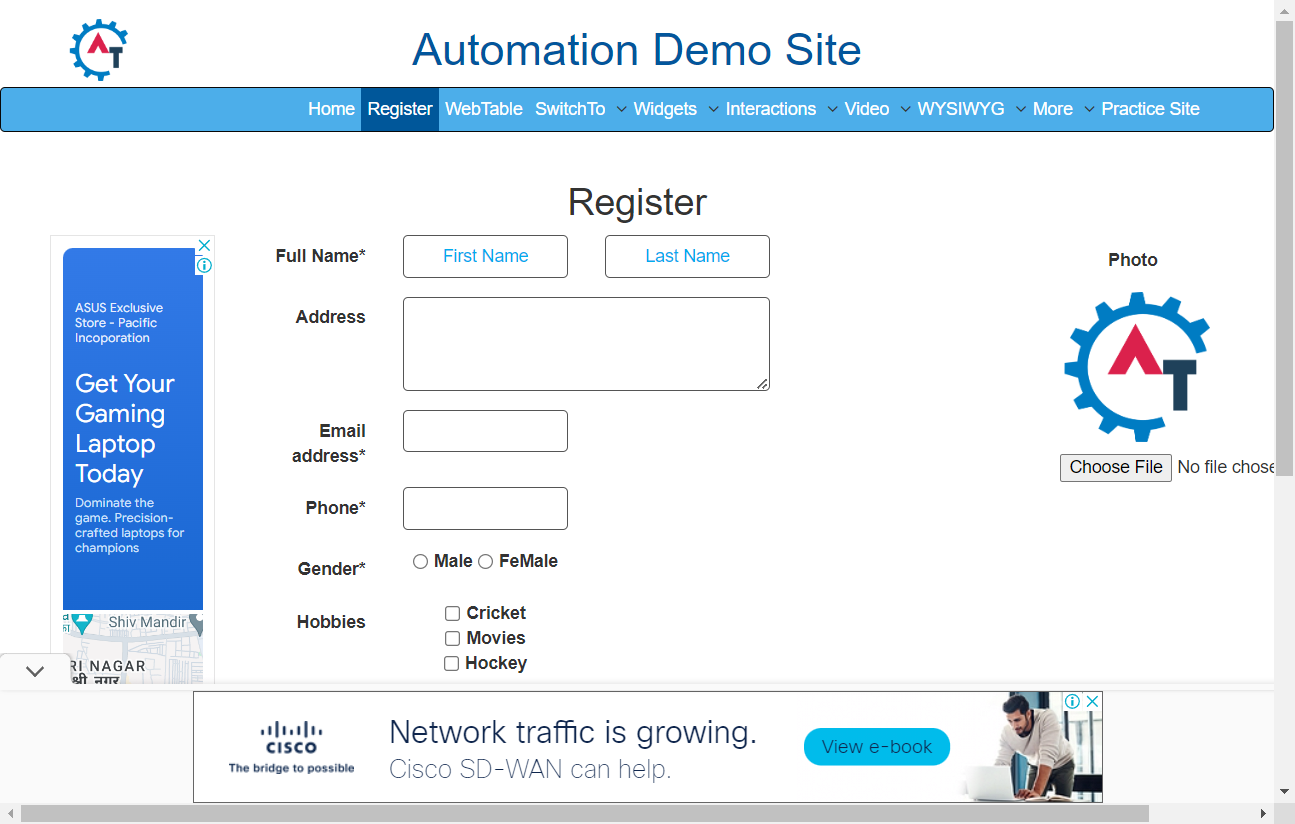 AT
Automation Demo Site
Home Register WebTable SwitchTo Widgets Interactions Video WYSIWYG More Practice Site
Register
Full Name* First Name Last Name
Address
Email
address*
Phone*
Gender* Male FeMale
Hobbies Cricket
Movies
Hockey
Photo
AT
Choose File No file chose
ASUS Exclusive
Store - Pacific
Incoporation
Get Your
Gaming
Laptop
Today
Dominate the
game. Precision-
crafted laptops for
champions
Shiv Mandir
RI NAGAR
श्री नगर
CISCO
The bridge to possible
Network traffic is growing.
Cisco SD-WAN can help.
View e-book